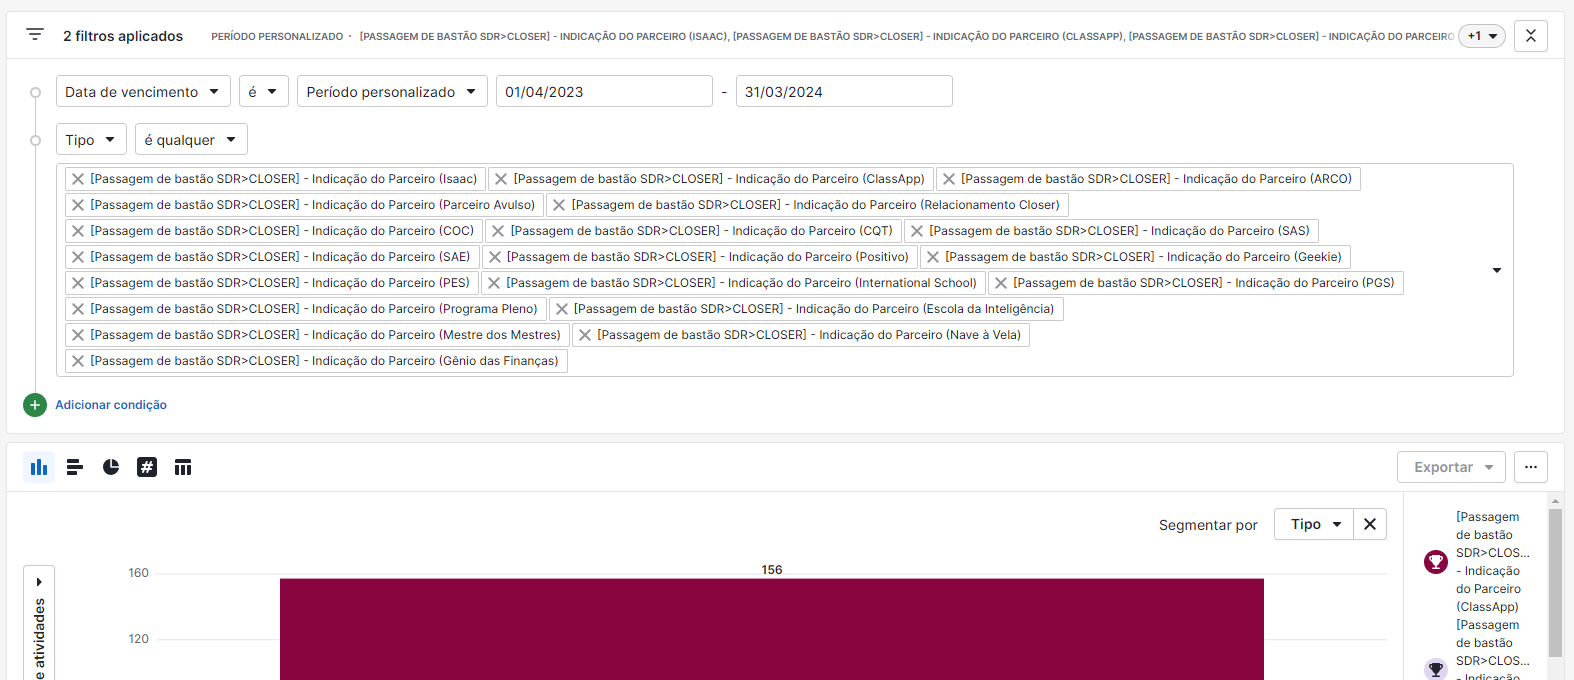 2 filtros aplicados PERÍODO PERSONALIZADO · [PASSAGEM DE BASTÃO SDR>CLOSER] - INDICAÇÃO DO PARCEIRO (ISAAC), [PASSAGEM DE BASTÃO SDR>CLOSER] - INDICAÇÃO DO PARCEIRO (CLASSAPP), [PASSAGEM DE BASTÃO SDR>CLOSER] - INDICAÇÃO DO PARCEIRO +1
Data de vencimento é Período personalizado 01/04/2023 - 31/03/2024
Tipo é qualquer
[Passagem de bastão SDR>CLOSER] - Indicação do Parceiro (Isaac) [Passagem de bastão SDR>CLOSER] - Indicação do Parceiro (ClassApp) [Passagem de bastão SDR>CLOSER] - Indicação do Parceiro (ARCO)
[Passagem de bastão SDR>CLOSER] - Indicação do Parceiro (Parceiro Avulso) [Passagem de bastão SDR>CLOSER] - Indicação do Parceiro (Relacionamento Closer)
[Passagem de bastão SDR>CLOSER] - Indicação do Parceiro (COC) [Passagem de bastão SDR>CLOSER] - Indicação do Parceiro (CQT) [Passagem de bastão SDR>CLOSER] - Indicação do Parceiro (SAS)
[Passagem de bastão SDR>CLOSER] - Indicação do Parceiro (SAE) [Passagem de bastão SDR>CLOSER] - Indicação do Parceiro (Positivo) [Passagem de bastão SDR>CLOSER] - Indicação do Parceiro (Geekie)
[Passagem de bastão SDR>CLOSER] - Indicação do Parceiro (PES) [Passagem de bastão SDR>CLOSER] - Indicação do Parceiro (International School) [Passagem de bastão SDR>CLOSER] - Indicação do Parceiro (PGS)
[Passagem de bastão SDR>CLOSER] - Indicação do Parceiro (Programa Pleno) [Passagem de bastão SDR>CLOSER] - Indicação do Parceiro (Escola da Inteligência)
[Passagem de bastão SDR>CLOSER] - Indicação do Parceiro (Mestre dos Mestres) [Passagem de bastão SDR>CLOSER] - Indicação do Parceiro (Nave à Vela)
[Passagem de bastão SDR>CLOSER] - Indicação do Parceiro (Gênio das Finanças)
Adicionar condição
Exportar
Segmentar por Tipo
160
156
120
e atividades
[Passagem
de bastão
SDR>CLOS...
- Indicação
do Parceiro
(ClassApp)
[Passagem
de bastão
SDR>CLOS...
- Indicação